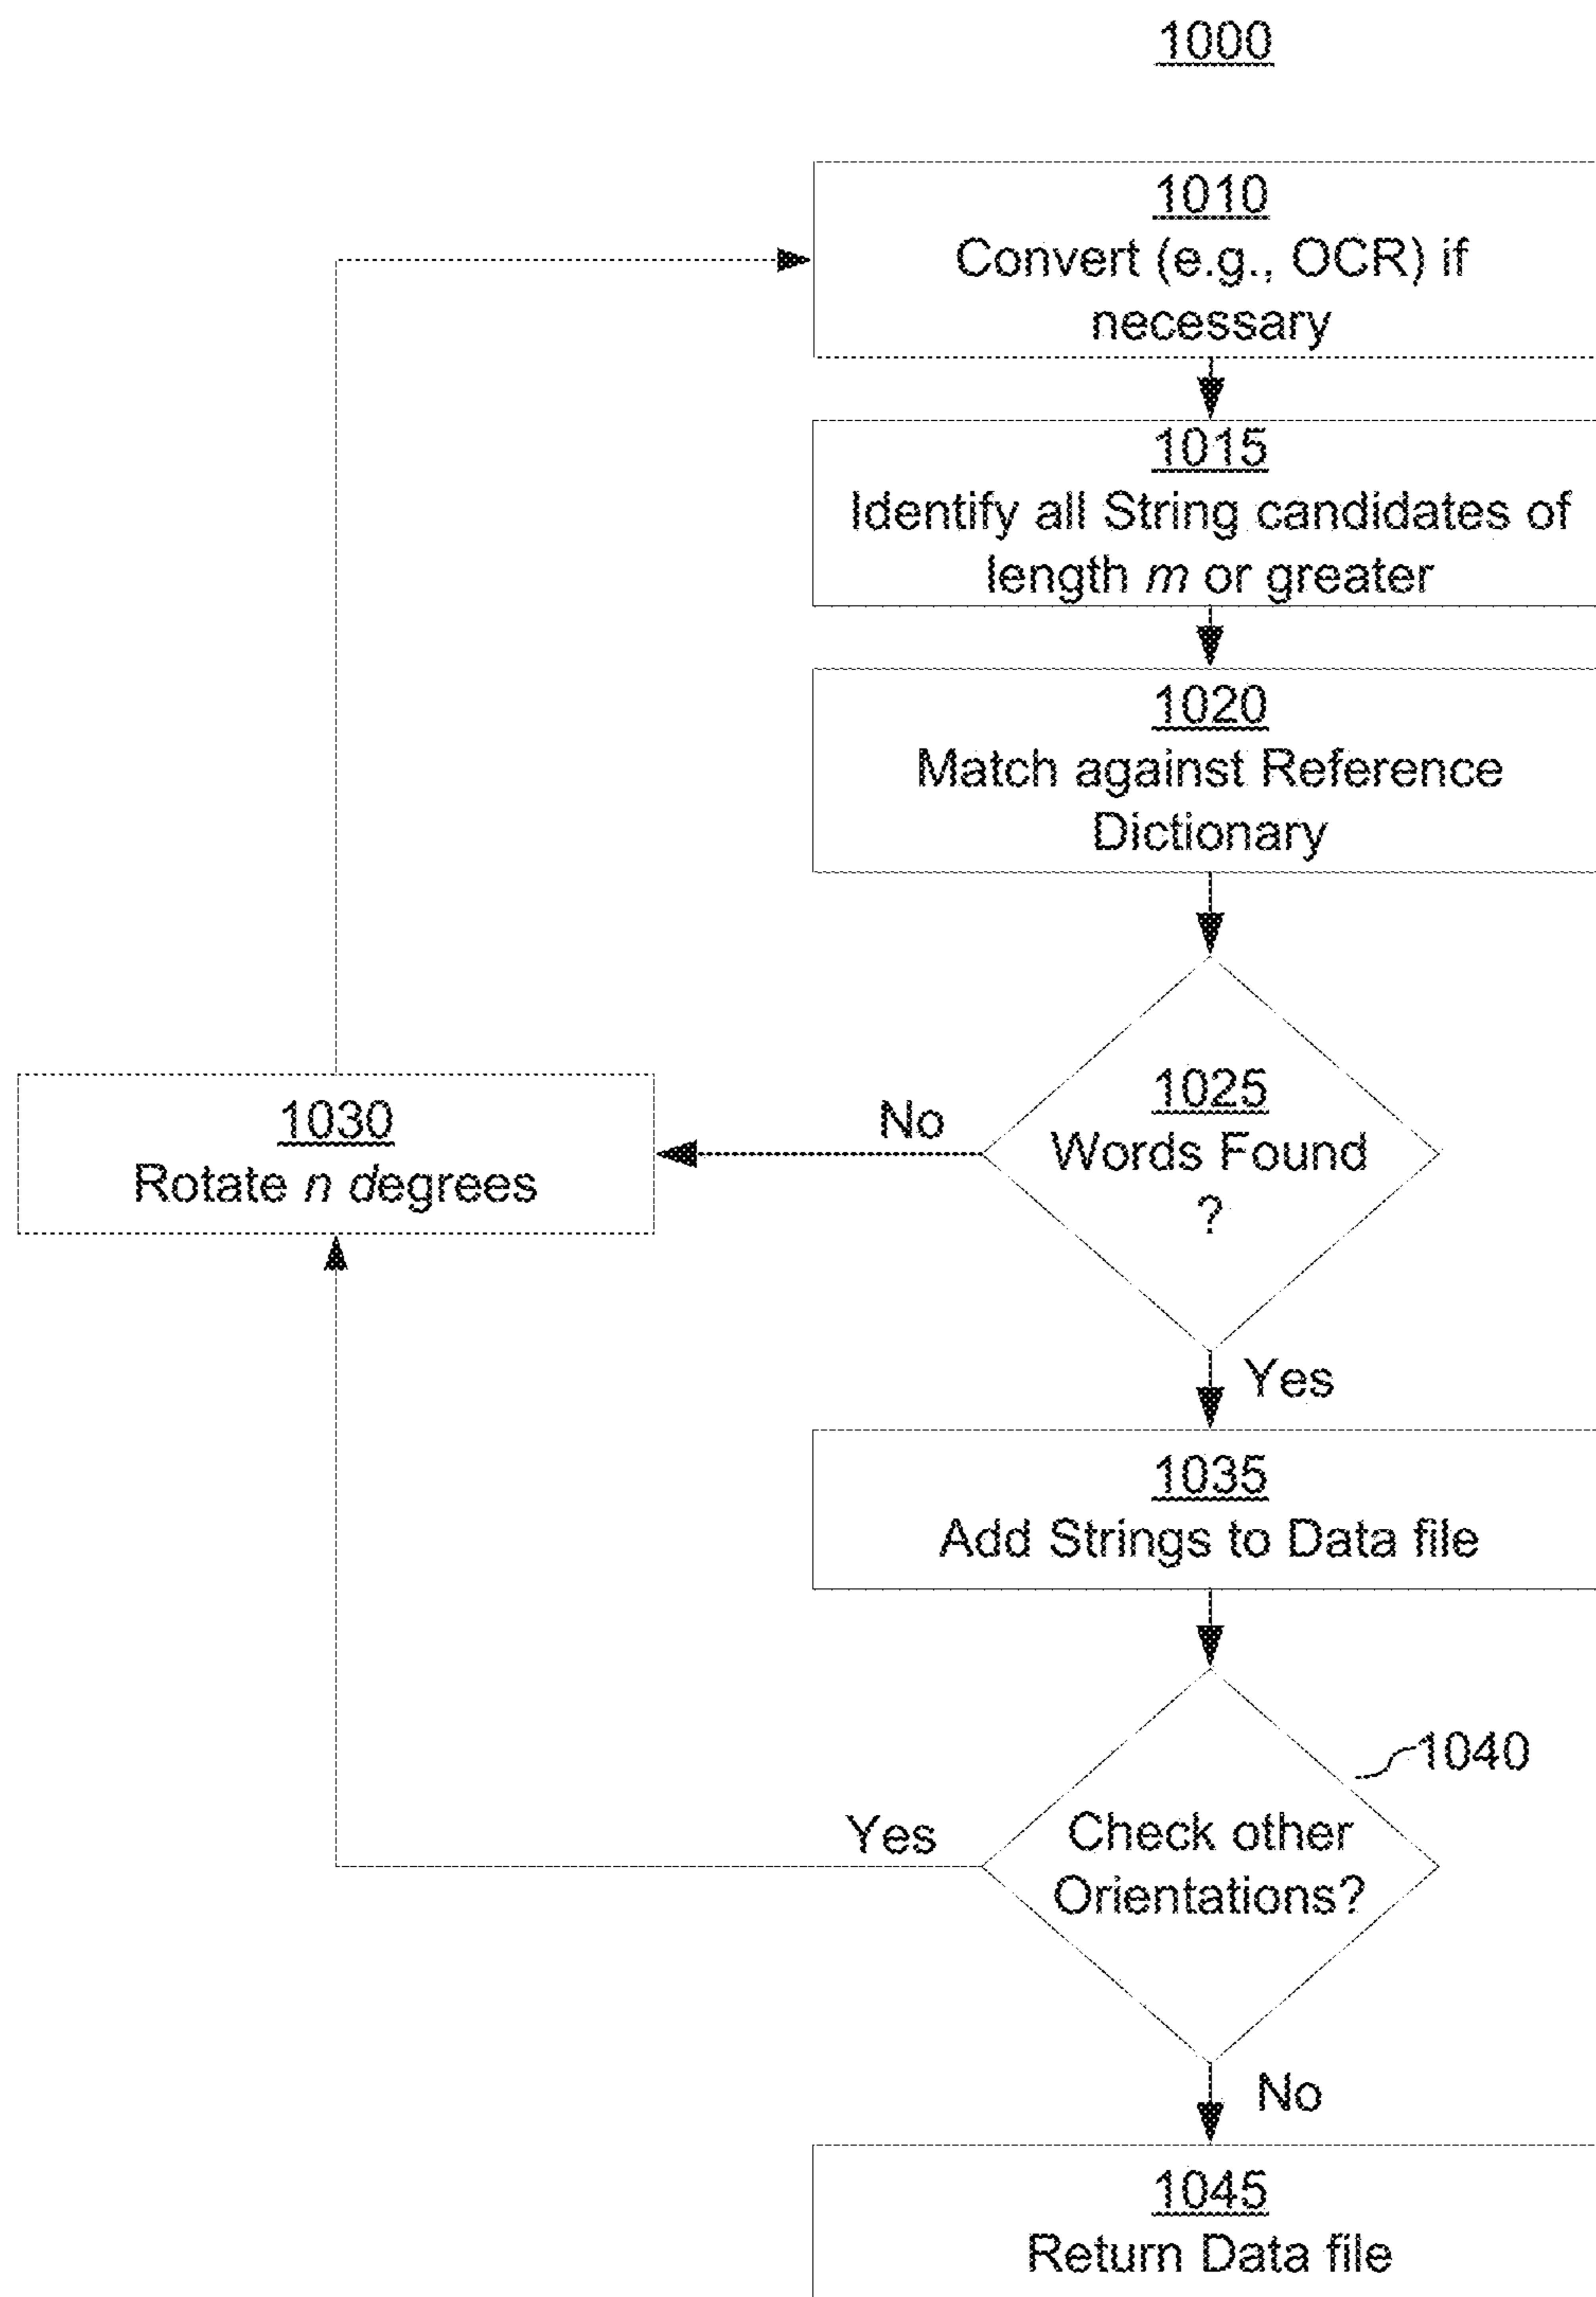 1000
1010
Convert (e.g., OCR) if
necessary
1015
Identify all String candidates of
length m or greater
1020
Match against Reference
Dictionary
1025
Words Found
?
No
1030
Rotate n degrees
Yes
1035
Add Strings to Data file
1040
Check other
Orientations?
Yes
No
1045
Return Data file